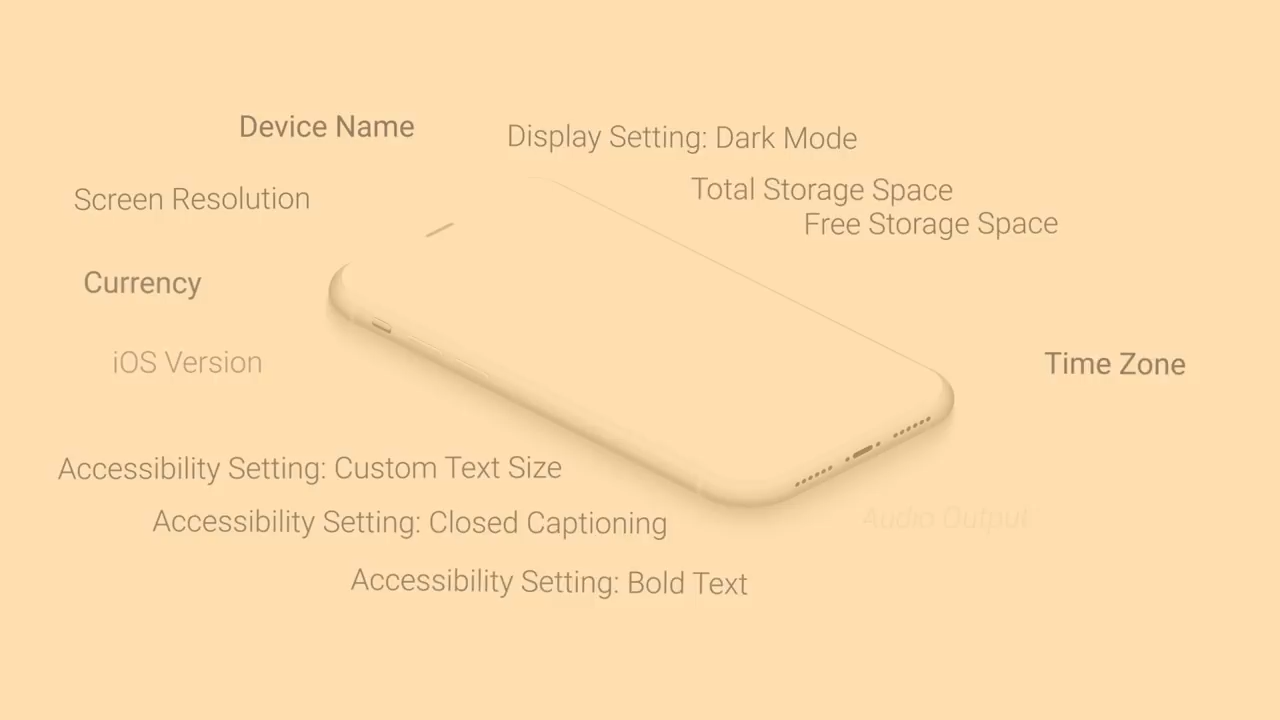 Device Name
Display Setting: Dark Mode
Screen Resolution
Total Storage Space
Free Storage Space
Currency
iOS Version
Time Zone
Accessibility Setting: Custom Text Size
Accessibility Setting: Closed Captioning
Audio Output
Accessibility Setting: Bold Text